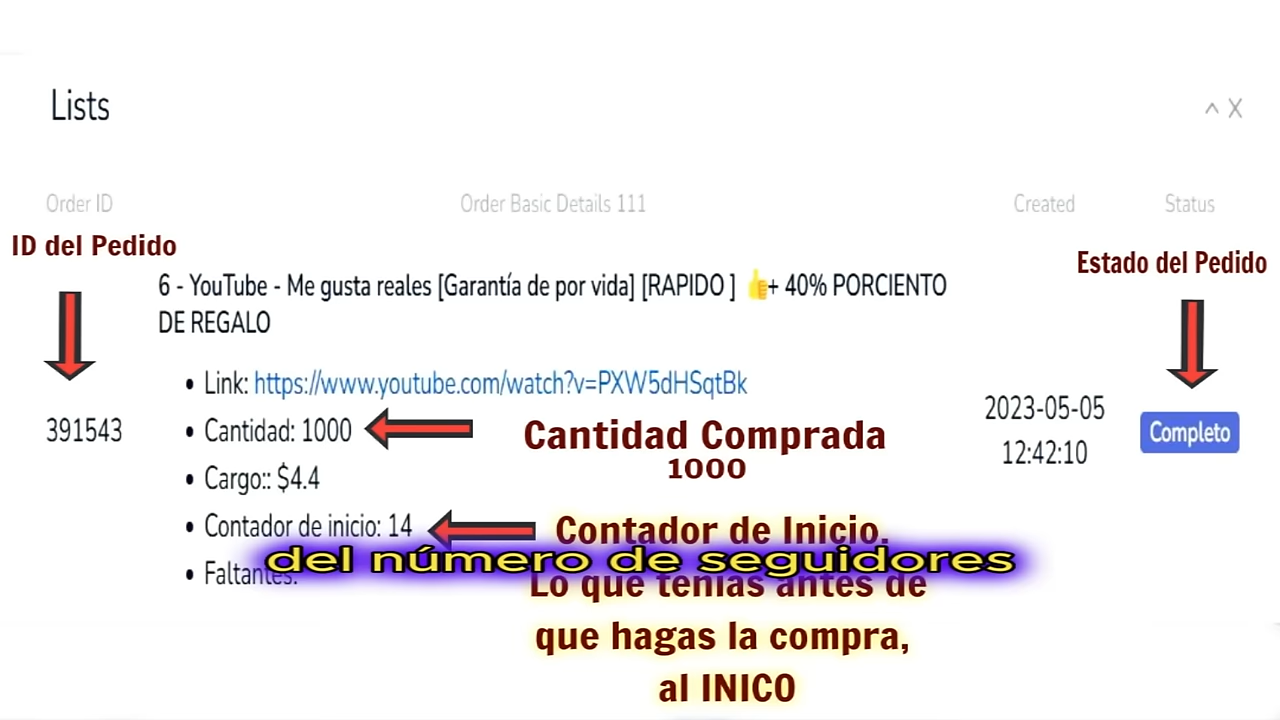 Lists
^ X
Order ID
Order Basic Details 111
Created
Status
ID del Pedido
Estado del Pedido
6 - YouTube - Me gusta reales [Garantía de por vida] [RAPIDO ] 👍+ 40% PORCIENTO
DE REGALO
• Link: https://www.youtube.com/watch?v=PXW5dHSqtBk
391543
• Cantidad: 1000
Cantidad Comprada
1000
2023-05-05
12:42:10
Completo
• Cargo:: $4.4
• Contador de inicio: 14
Contador de Inicio.
del número de seguidores
• Faltantes:
Lo que tenías antes de
que hagas la compra,
al INICO